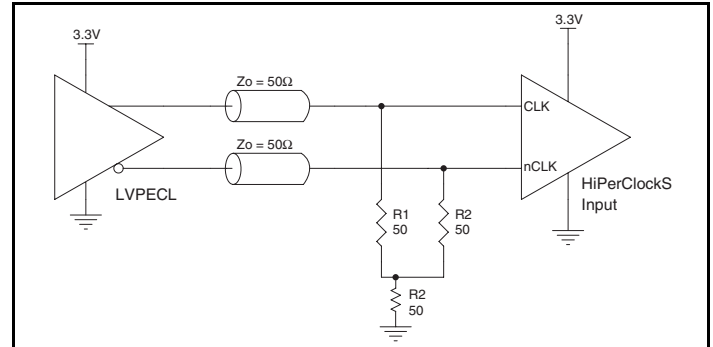 3.3V
3.3V
Zo = 50Ω
CLK
Zo = 50Ω
nCLK
LVPECL
HiPerClockS
Input
R1
50
R2
50
R2
50